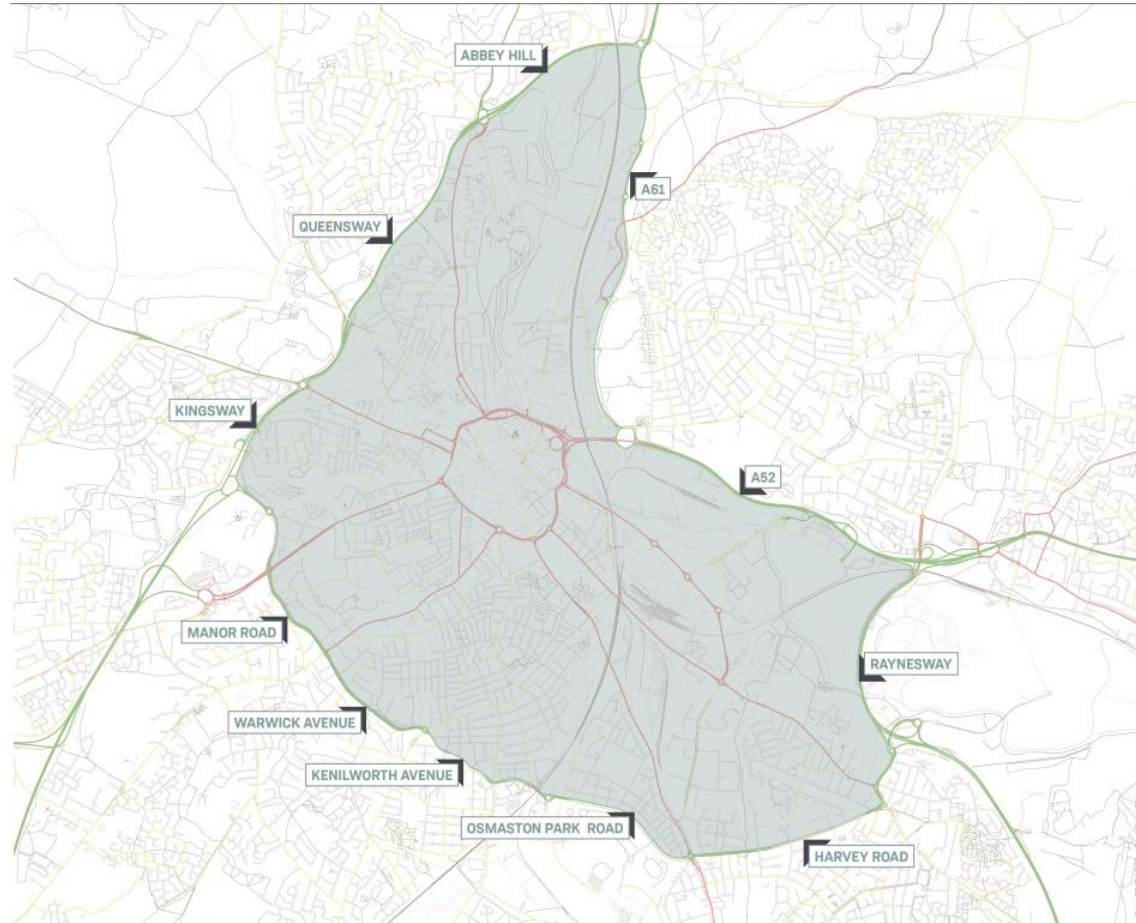 ABBEY HILL
A61
QUEENSWAY
KINGSWAY
A52
MANOR ROAD
RAYNESWAY
WARWICK AVENUE
KENILWORTH AVENUE
OSMASTON PARK ROAD
HARVEY ROAD